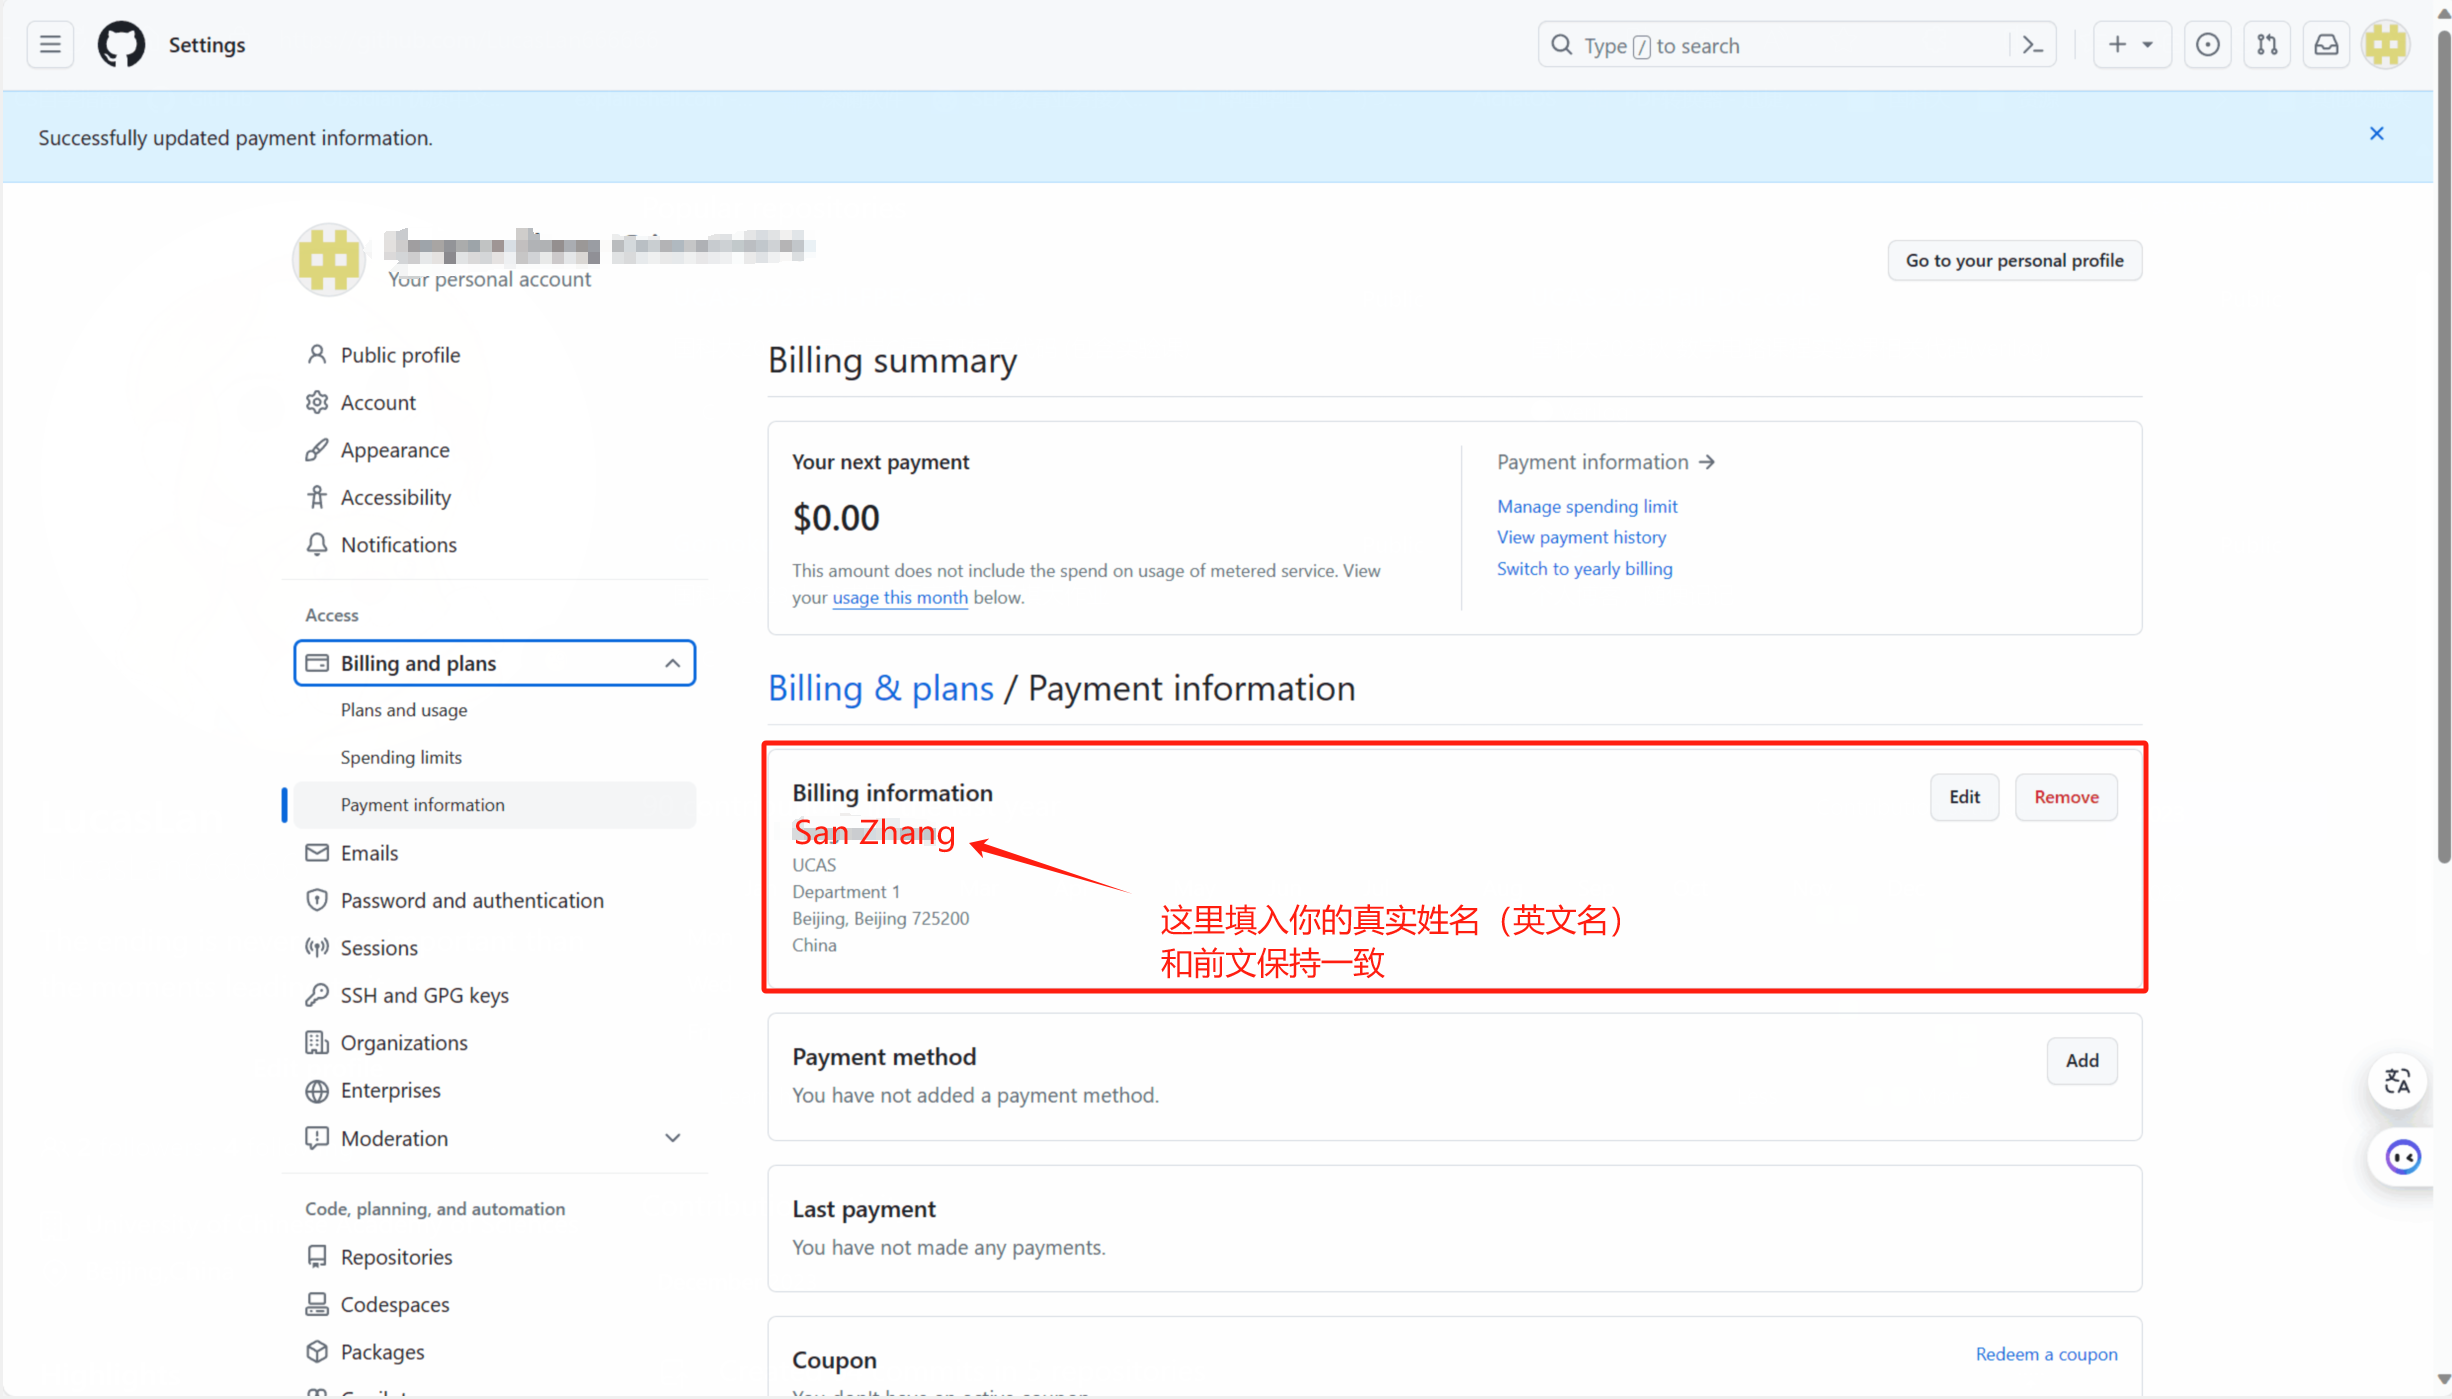 Settings
Type / to search
Successfully updated payment information.
Your personal account
Go to your personal profile
Public profile
Account
Appearance
Accessibility
Notifications
Access
Billing and plans
Plans and usage
Spending limits
Payment information
Emails
Password and authentication
Sessions
SSH and GPG keys
Organizations
Enterprises
Moderation
Code, planning, and automation
Repositories
Codespaces
Packages
Billing summary
Your next payment
$0.00
This amount does not include the spend on usage of metered service. View
your usage this month below.
Payment information →
Manage spending limit
View payment history
Switch to yearly billing
Billing & plans / Payment information
Billing information
Edit
Remove
San Zhang
UCAS
Department 1
Beijing, Beijing 725200
China
这里填入你的真实姓名（英文名）
和前文保持一致
Payment method
Add
You have not added a payment method.
Last payment
You have not made any payments.
Coupon
Redeem a coupon